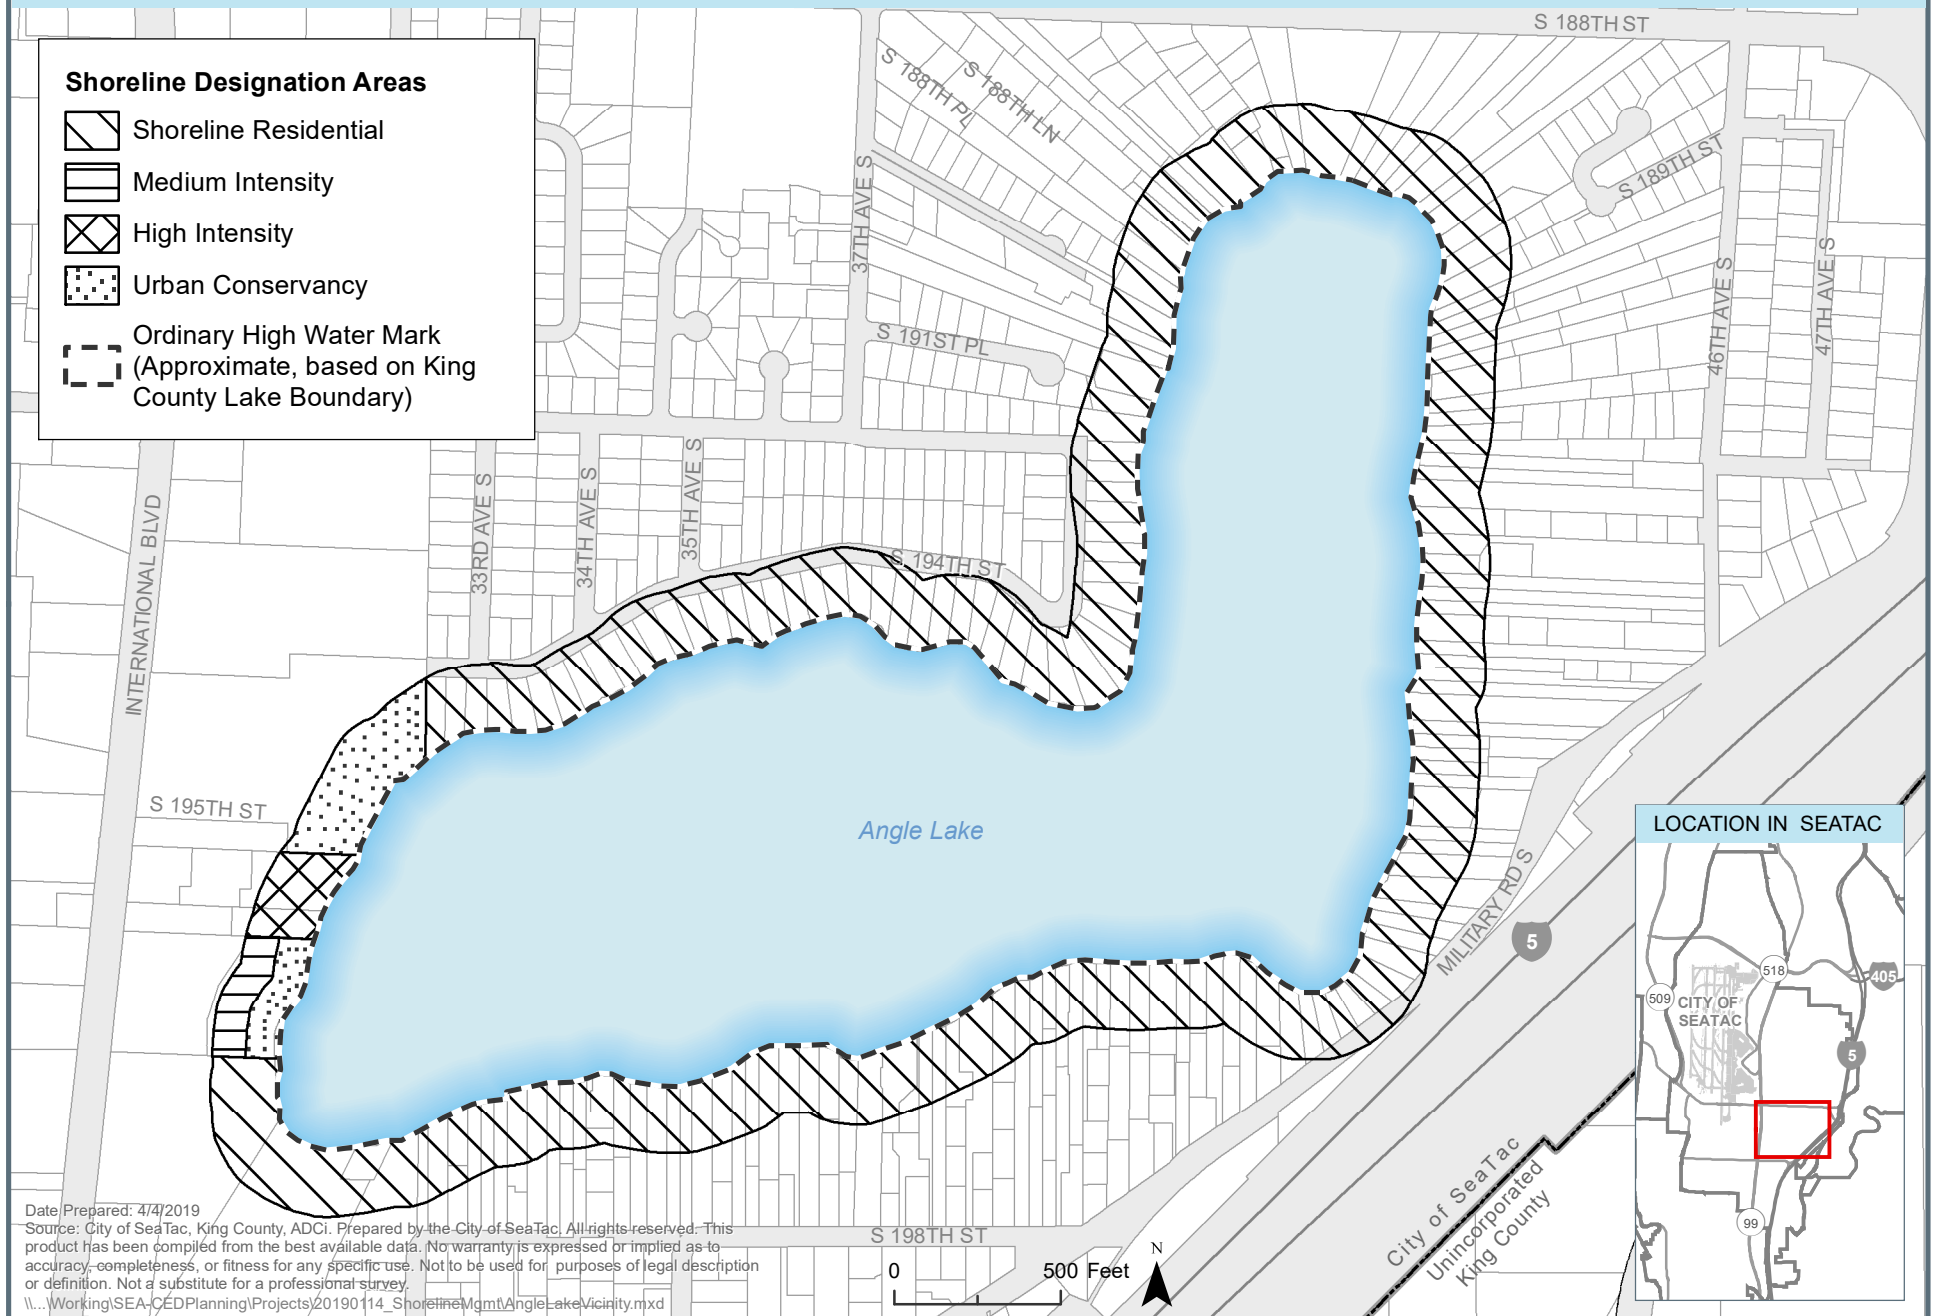 S 188TH ST
Shoreline Designation Areas
Shoreline Residential
Medium Intensity
High Intensity
Urban Conservancy
Ordinary High Water Mark
(Approximate, based on King
County Lake Boundary)
S 188TH PL
S 188TH LN
S 189TH ST
37TH AVE S
46TH AVE S
47TH AVE S
S 191ST PL
INTERNATIONAL BLVD
33RD AVE S
34TH AVE S
35TH AVE S
S 194TH ST
S 195TH ST
Angle Lake
MILITARY RD S
5
LOCATION IN SEATAC
518
405
509
CITY OF
SEATAC
5
99
City of SeaTac
Unincorporated
King County
S 198TH ST
0 500 Feet
N
Date Prepared: 4/4/2019
Source: City of SeaTac, King County, ADCi. Prepared by the City of SeaTac. All rights reserved. This
product has been compiled from the best available data. No warranty is expressed or implied as to
accuracy, completeness, or fitness for any specific use. Not to be used for purposes of legal description
or definition. Not a substitute for a professional survey.
\\...\Working\SEA-CEDPlanning\Projects\20190114_ShorelineMgmt\AngleLakeVicinity.mxd